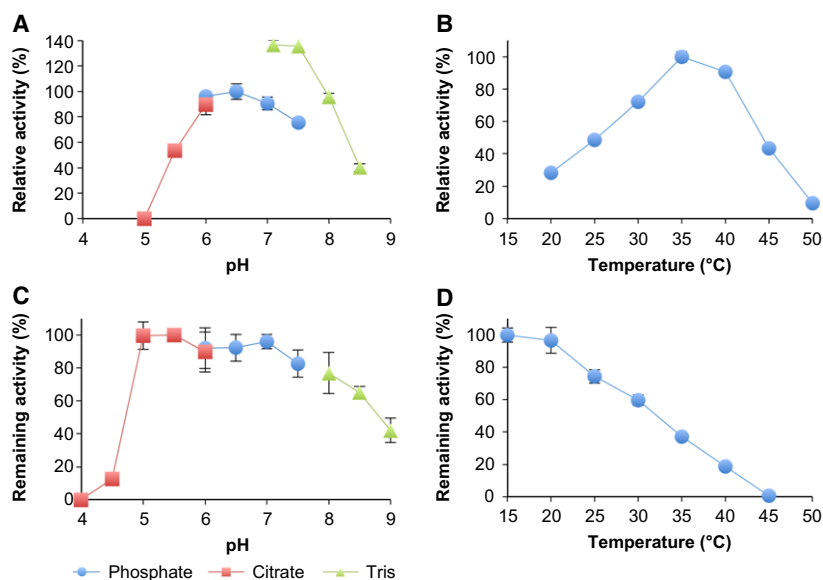 A
Relative activity (%)
140
120
100
80
60
40
20
0
4 5 6 7 8 9
pH
B
Relative activity (%)
100
80
60
40
20
0
15 20 25 30 35 40 45 50
Temperature (°C)
C
Remaining activity (%)
100
80
60
40
20
0
4 5 6 7 8 9
pH
D
Remaining activity (%)
100
80
60
40
20
0
15 20 25 30 35 40 45 50
Temperature (°C)
Phosphate Citrate Tris